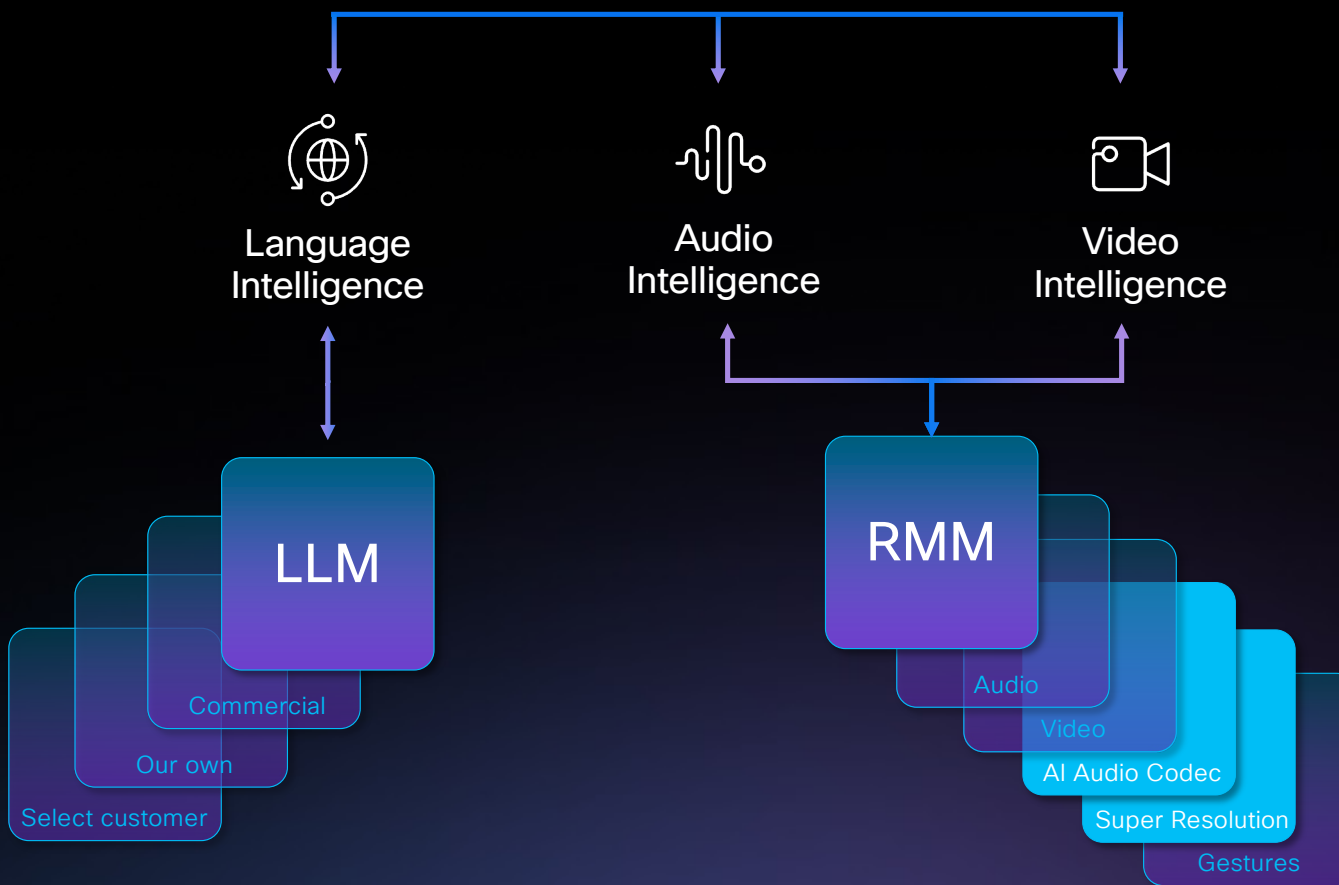 Language
Intelligence
Audio
Intelligence
Video
Intelligence
LLM
Commercial
Our own
Select customer
RMM
Audio
Video
AI Audio Codec
Super Resolution
Gestures